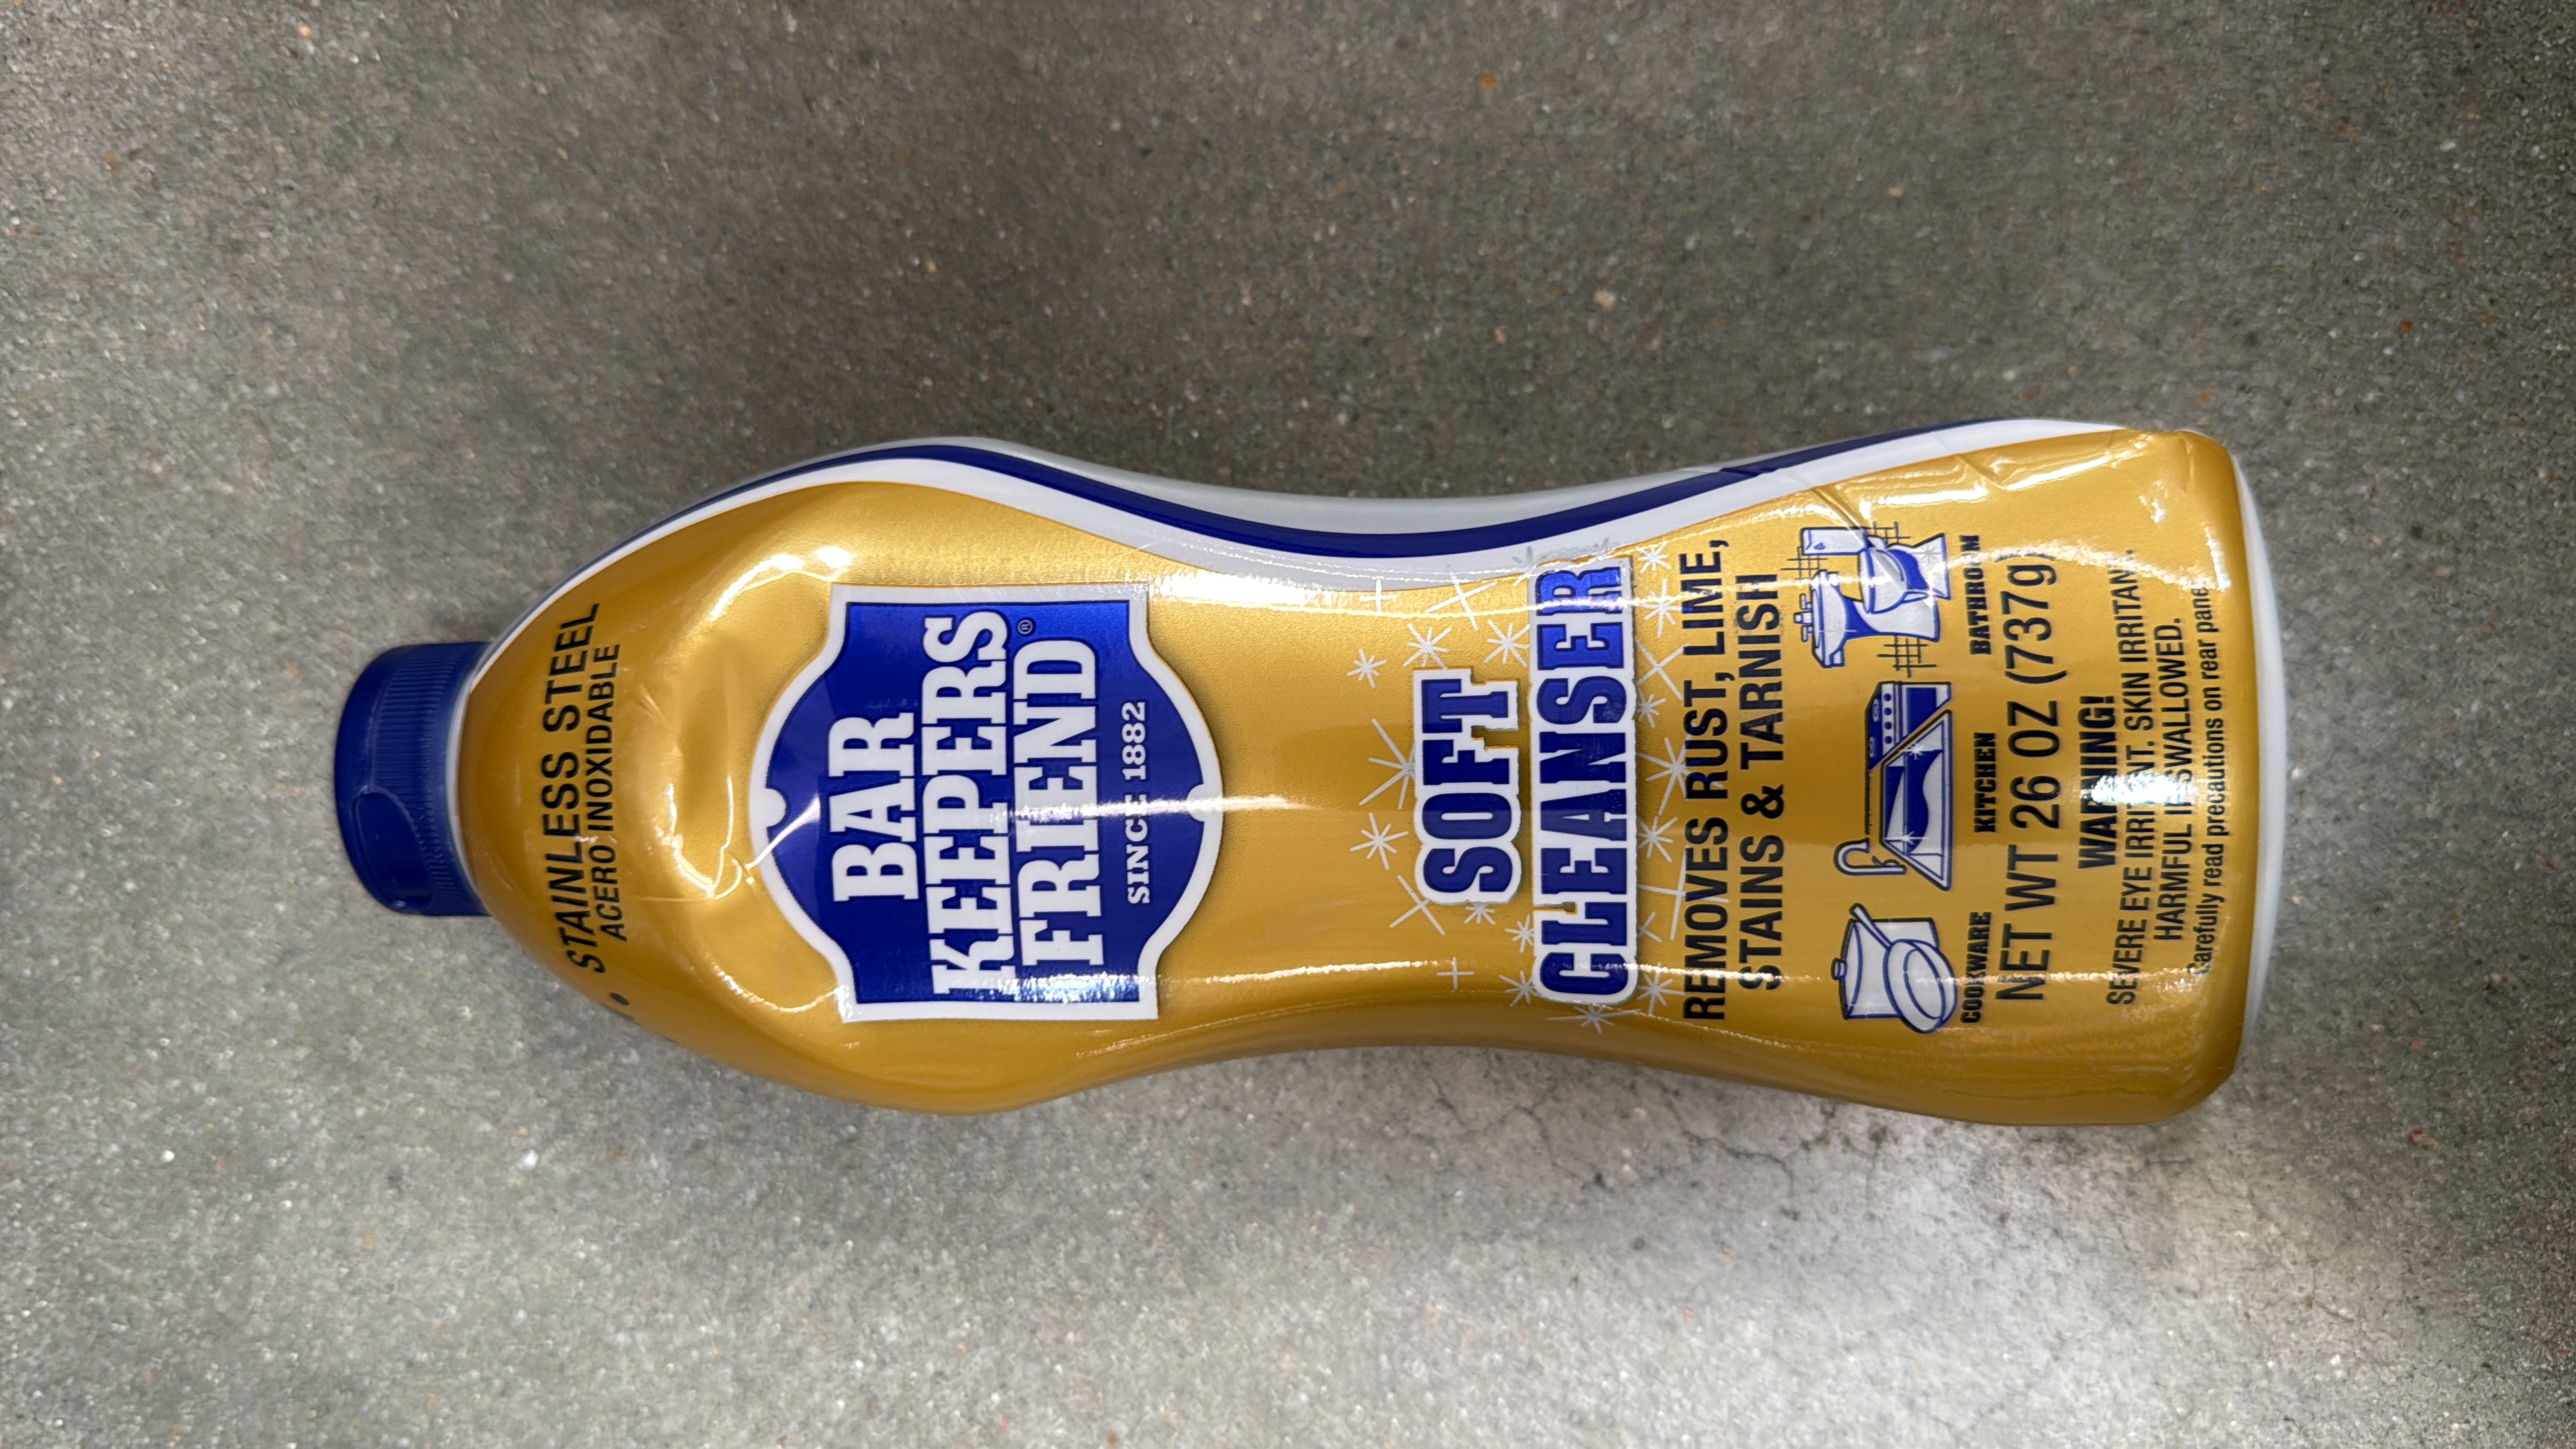 STAINLESS STEEL
ACERO INOXIDABLE
BAR
KEEPERS
FRIEND®
SINCE 1882
SOFT
CLEANSER
REMOVES RUST, LIME,
STAINS & TARNISH
COOKWARE KITCHEN BATHROOM
NET WT 26 OZ (737g)
WARNING!
SEVERE EYE IRRITANT. SKIN IRRITANT.
HARMFUL IF SWALLOWED.
Carefully read precautions on rear panel